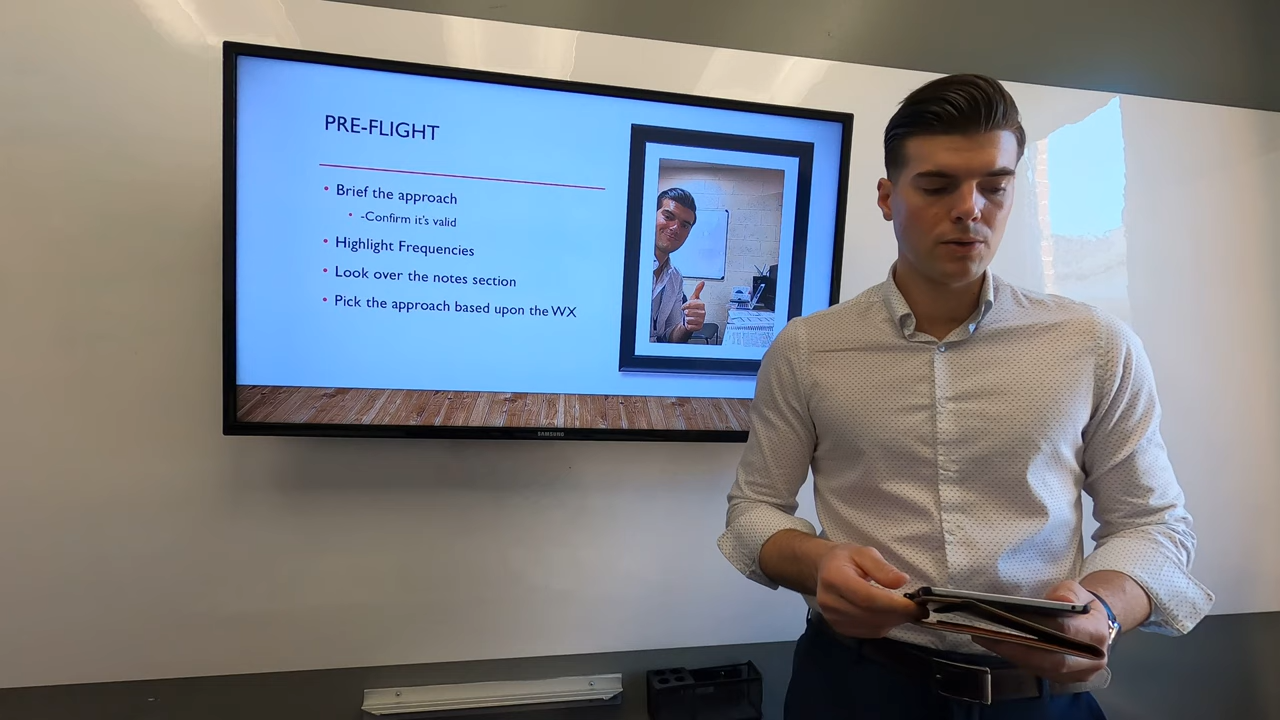 PRE-FLIGHT
• Brief the approach
• -Confirm it's valid
• Highlight Frequencies
• Look over the notes section
• Pick the approach based upon the WX
SAMSUNG